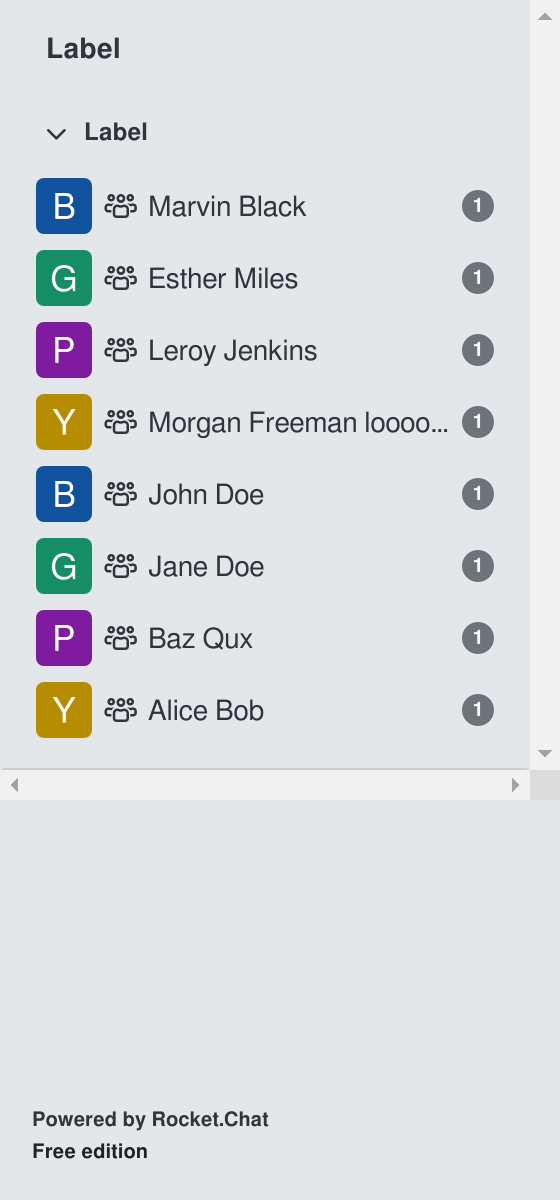 Label
Label
B Marvin Black 1
G Esther Miles 1
P Leroy Jenkins 1
Y Morgan Freeman loooo... 1
B John Doe 1
G Jane Doe 1
P Baz Qux 1
Y Alice Bob 1
Powered by Rocket.Chat
Free edition